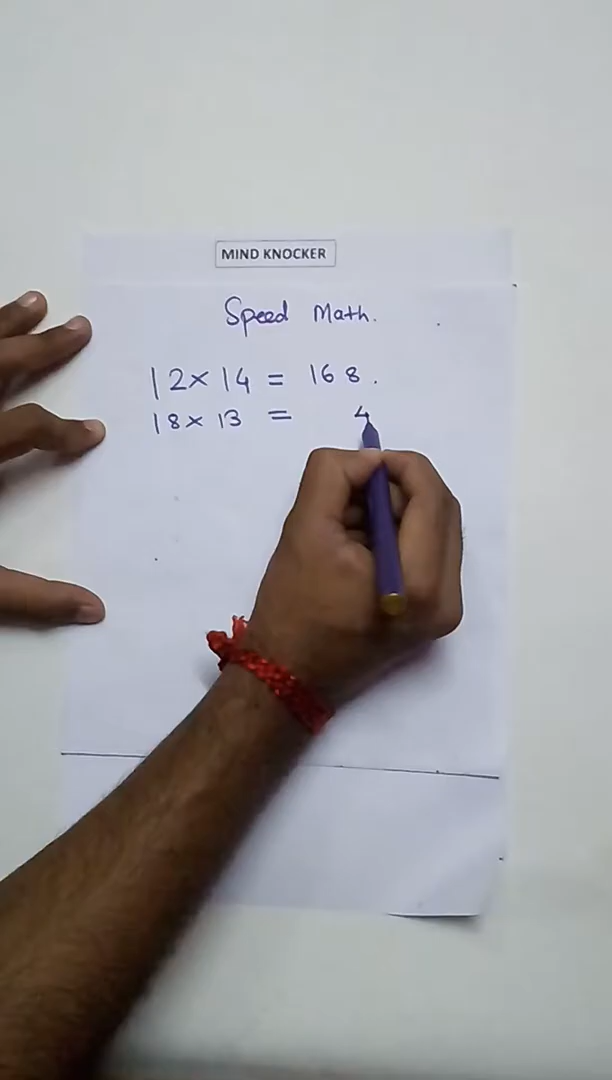 MIND KNOCKER
Speed Math.
12 × 14 = 168.
18 × 13 = 4